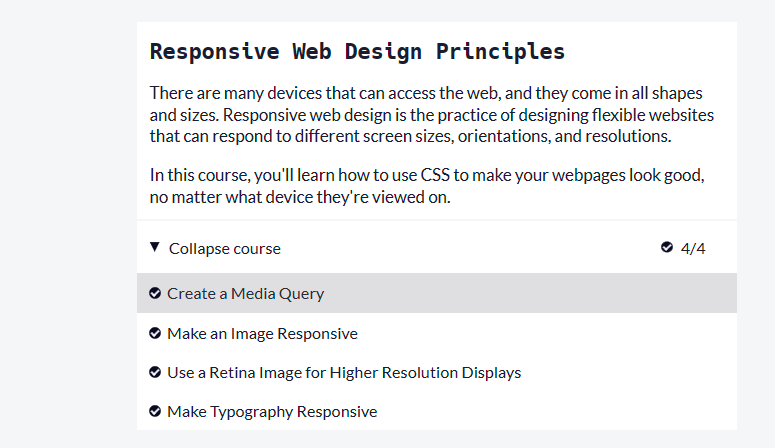 Responsive Web Design Principles
There are many devices that can access the web, and they come in all shapes
and sizes. Responsive web design is the practice of designing flexible websites
that can respond to different screen sizes, orientations, and resolutions.
In this course, you'll learn how to use CSS to make your webpages look good,
no matter what device they're viewed on.
Collapse course 4/4
Create a Media Query
Make an Image Responsive
Use a Retina Image for Higher Resolution Displays
Make Typography Responsive